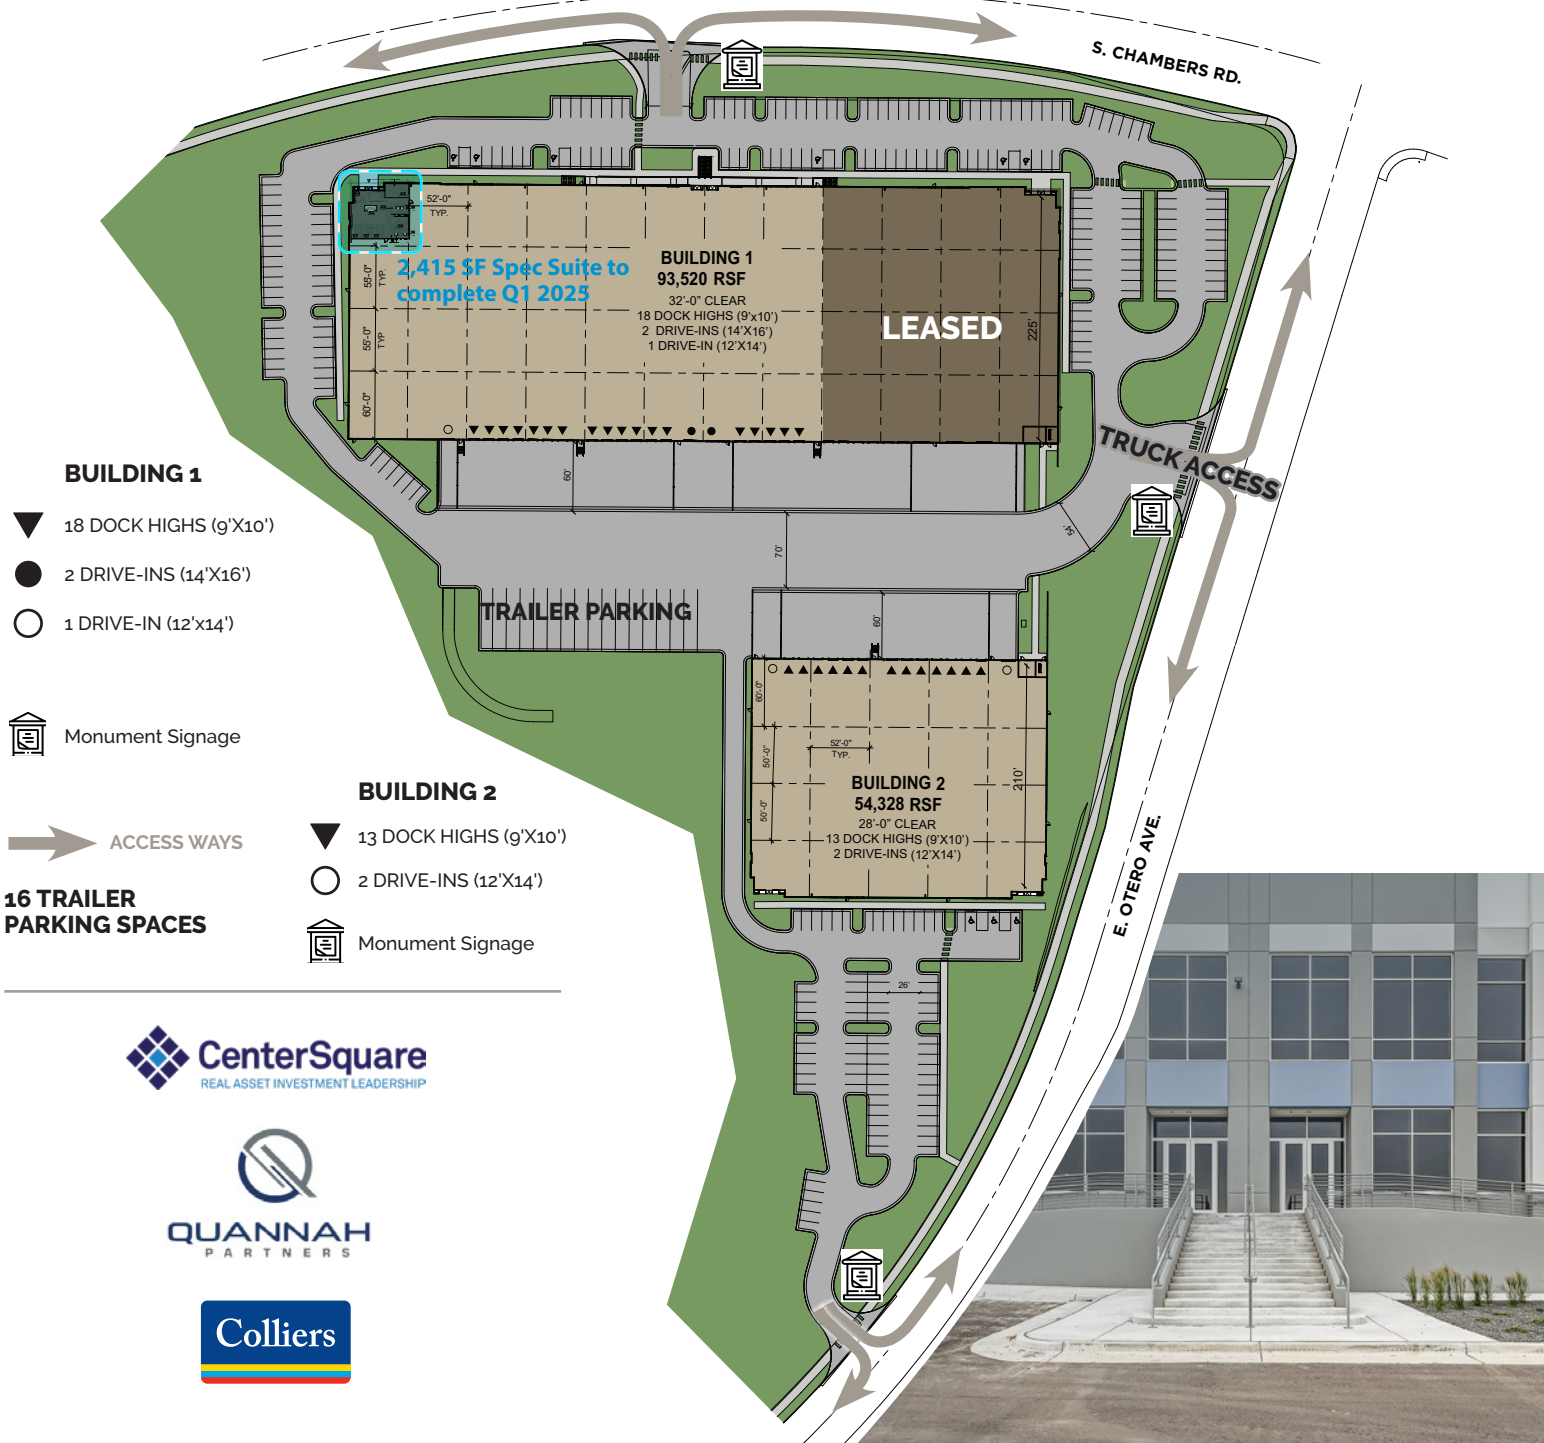 S. CHAMBERS RD.
52'-0"
TYP.
2,415 SF Spec Suite to
complete Q1 2025
55'-0"
TYP.
55'-0"
TYP
60'-0"
BUILDING 1
93,520 RSF
32'-0" CLEAR
18 DOCK HIGHS (9'x10')
2 DRIVE-INS (14'X16')
1 DRIVE-IN (12'X14')
LEASED
225'
TRUCK ACCESS
60'
54'
70'
TRAILER PARKING
60'
BUILDING 1
18 DOCK HIGHS (9'X10')
2 DRIVE-INS (14'X16')
1 DRIVE-IN (12'x14')
Monument Signage
ACCESS WAYS
16 TRAILER
PARKING SPACES
BUILDING 2
13 DOCK HIGHS (9'X10')
2 DRIVE-INS (12'X14')
Monument Signage
60'-0"
50'-0"
50'-0"
52'-0"
TYP.
BUILDING 2
54,328 RSF
28'-0" CLEAR
13 DOCK HIGHS (9'X10')
2 DRIVE-INS (12'X14')
210'
E. OTERO AVE.
26'
CenterSquare
REAL ASSET INVESTMENT LEADERSHIP
QUANNAH
PARTNERS
Colliers